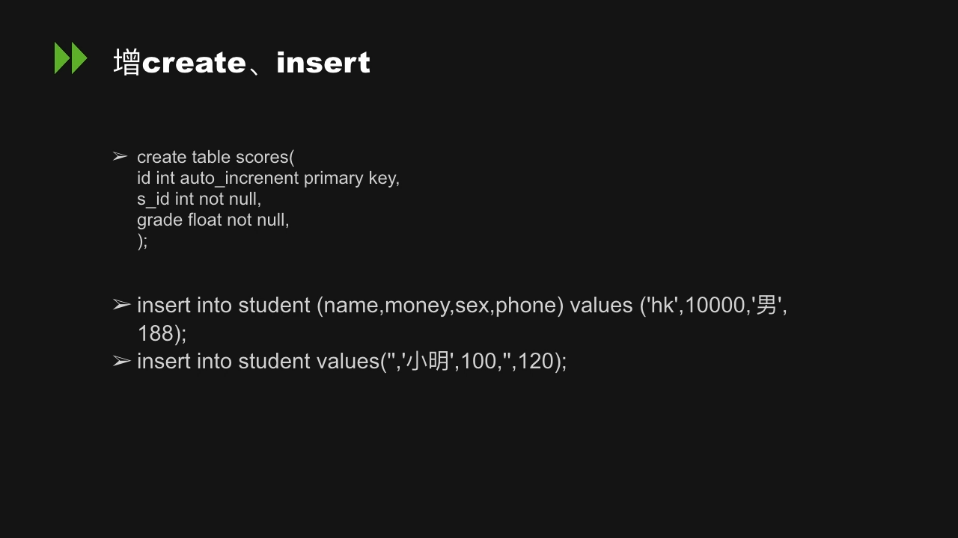 增create、insert
➢ create table scores(
id int auto_increnent primary key,
s_id int not null,
grade float not null,
);
➢ insert into student (name,money,sex,phone) values ('hk',10000,'男',
188);
➢ insert into student values('','小明',100,'',120);